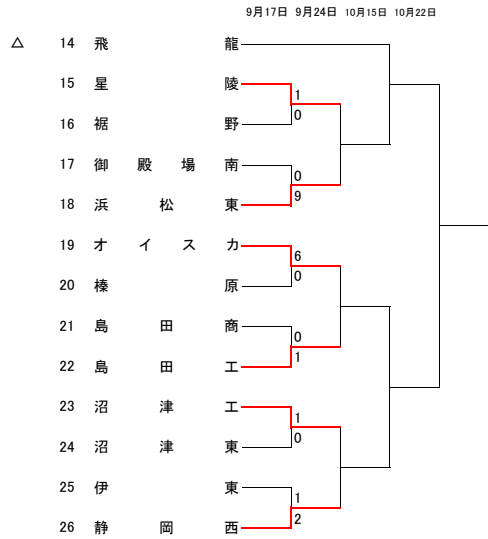 9月17日 9月24日 10月15日 10月22日
△ 14 飛龍
15 星陵
1
0
16 裾野
17 御殿場南
0
9
18 浜松東
19 オイスカ
6
0
20 榛原
21 島田商
0
1
22 島田工
23 沼津工
1
0
24 沼津東
25 伊東
1
2
26 静岡西